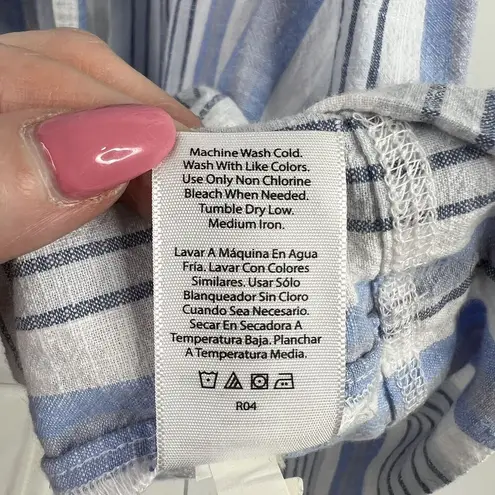 Machine Wash Cold.
Wash With Like Colors.
Use Only Non Chlorine
Bleach When Needed.
Tumble Dry Low.
Medium Iron.
Lavar A Máquina En Agua
Fría. Lavar Con Colores
Similares. Usar Sólo
Blanqueador Sin Cloro
Cuando Sea Necesario.
Secar En Secadora A
Temperatura Baja. Planchar
A Temperatura Media.
R04